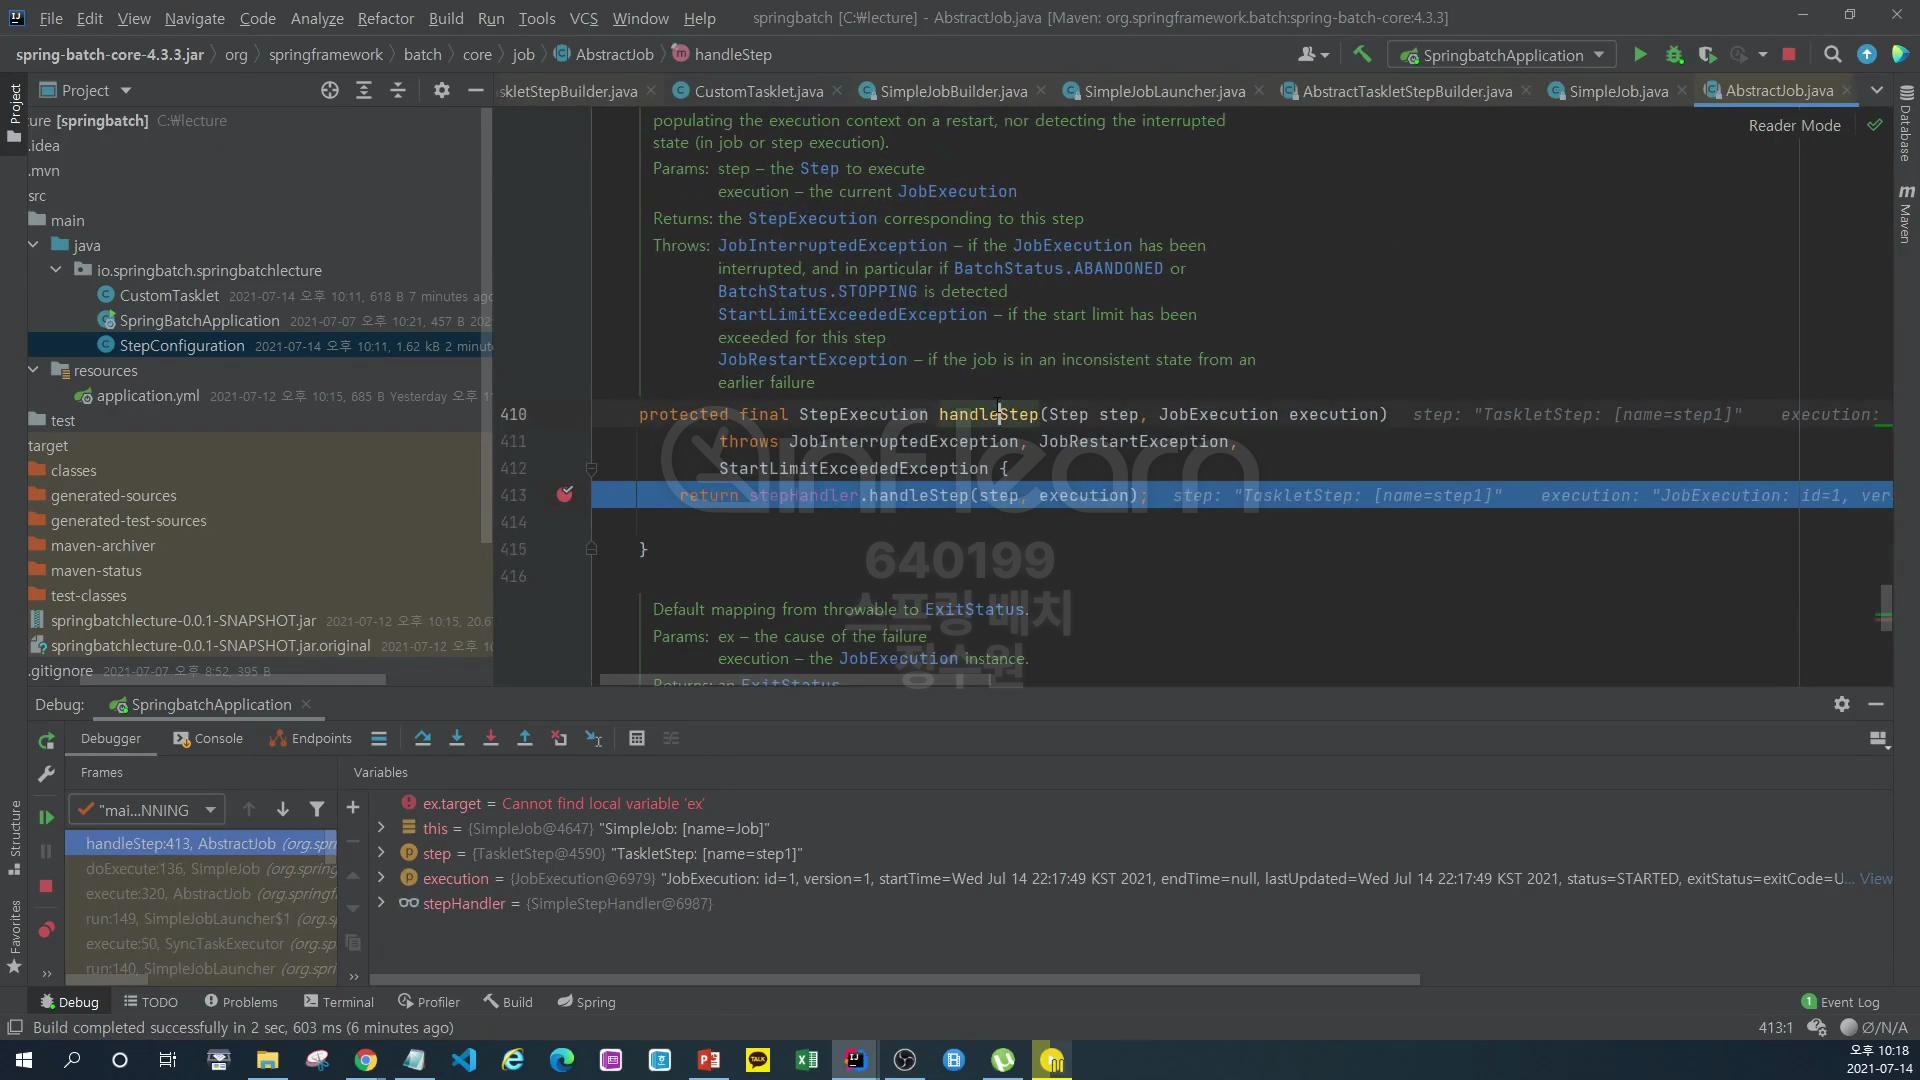 File Edit View Navigate Code Analyze Refactor Build Run Tools VCS Window Help springbatch [C:₩lecture] - AbstractJob.java [Maven: org.springframework.batch:spring-batch-core:4.3.3]
spring-batch-core-4.3.3.jar org springframework batch core job AbstractJob handleStep SpringbatchApplication
Project
Project
skletStepBuilder.java CustomTasklet.java SimpleJobBuilder.java SimpleJobLauncher.java AbstractTaskletStepBuilder.java SimpleJob.java AbstractJob.java
ture [springbatch] C:₩lecture
.idea
.mvn
src
main
java
io.springbatch.springbatchlecture
CustomTasklet 2021-07-14 오후 10:11, 618 B 7 minutes ago
SpringBatchApplication 2021-07-07 오후 10:21, 457 B 202
StepConfiguration 2021-07-14 오후 10:11, 1.62 kB 2 minut
resources
application.yml 2021-07-12 오후 10:15, 685 B Yesterday 오후 1
test
target
classes
generated-sources
generated-test-sources
maven-archiver
maven-status
test-classes
springbatchlecture-0.0.1-SNAPSHOT.jar 2021-07-12 오후 10:15, 20.6
springbatchlecture-0.0.1-SNAPSHOT.jar.original 2021-07-12 오후 1
.gitignore 2021-07-07 오후 8:52, 395 B
Reader Mode
populating the execution context on a restart, nor detecting the interrupted
state (in job or step execution).
Params: step – the Step to execute
execution – the current JobExecution
Returns: the StepExecution corresponding to this step
Throws: JobInterruptedException – if the JobExecution has been
interrupted, and in particular if BatchStatus.ABANDONED or
BatchStatus.STOPPING is detected
StartLimitExceededException – if the start limit has been
exceeded for this step
JobRestartException – if the job is in an inconsistent state from an
earlier failure
410 protected final StepExecution handleStep(Step step, JobExecution execution) step: "TaskletStep: [name=step1]" execution:
411 throws JobInterruptedException, JobRestartException,
412 StartLimitExceededException {
413 return stepHandler.handleStep(step, execution); step: "TaskletStep: [name=step1]" execution: "JobExecution: id=1, ver
414
415 }
416
Default mapping from throwable to ExitStatus.
Params: ex – the cause of the failure
execution – the JobExecution instance.
Returns: an ExitStatus
inflearn
640199
스프링 배치
정수원
Database
Maven
Structure
Favorites
Debug: SpringbatchApplication
Debugger Console Endpoints
Frames
Variables
"mai...NNING
handleStep:413, AbstractJob (org.spri
doExecute:136, SimpleJob (org.spring
execute:320, AbstractJob (org.springf
run:149, SimpleJobLauncher$1 (org.sp
execute:50, SyncTaskExecutor (org.sp
run:140, SimpleJobLauncher (org.spri
ex.target = Cannot find local variable 'ex'
this = {SimpleJob@4647} "SimpleJob: [name=Job]"
step = {TaskletStep@4590} "TaskletStep: [name=step1]"
execution = {JobExecution@6979} "JobExecution: id=1, version=1, startTime=Wed Jul 14 22:17:49 KST 2021, endTime=null, lastUpdated=Wed Jul 14 22:17:49 KST 2021, status=STARTED, exitStatus=exitCode=U... View
stepHandler = {SimpleStepHandler@6987}
Debug TODO Problems Terminal Profiler Build Spring 1 Event Log
Build completed successfully in 2 sec, 603 ms (6 minutes ago) 413:1 Ø/N/A
TALK
오후 10:18
2021-07-14